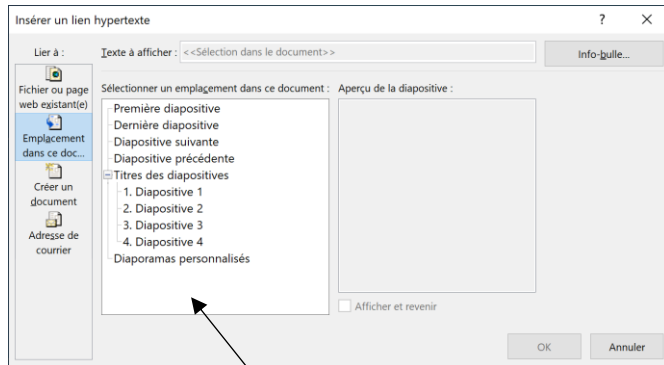 Insérer un lien hypertexte
? ×
Lier à :
Texte à afficher : <<Sélection dans le document>>
Info-bulle...
Fichier ou page
web existant(e)
Emplacement
dans ce doc...
Créer un
document
Adresse de
courrier
Sélectionner un emplacement dans ce document :
Première diapositive
Dernière diapositive
Diapositive suivante
Diapositive précédente
Titres des diapositives
1. Diapositive 1
2. Diapositive 2
3. Diapositive 3
4. Diapositive 4
Diaporamas personnalisés
Aperçu de la diapositive :
Afficher et revenir
OK
Annuler